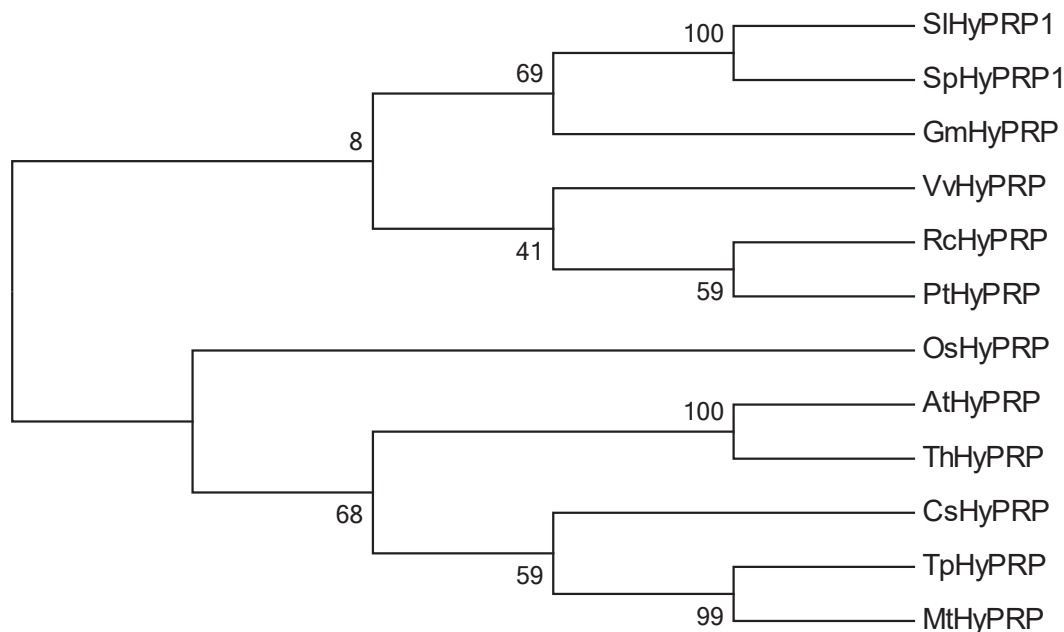 SlHyPRP1
100
SpHyPRP1
69
GmHyPRP
8
VvHyPRP
41
RcHyPRP
59
PtHyPRP
OsHyPRP
100
AtHyPRP
ThHyPRP
68
CsHyPRP
59
TpHyPRP
99
MtHyPRP